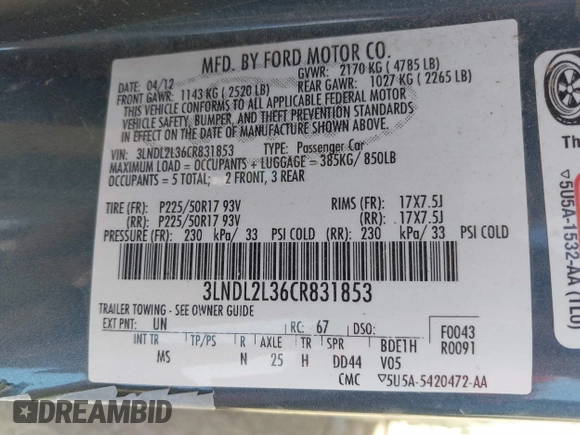 MFD. BY FORD MOTOR CO.
DATE: 04/12 GVWR: 2170 KG ( 4785 LB)
FRONT GAWR: 1143 KG ( 2520 LB) REAR GAWR: 1027 KG ( 2265 LB)
THIS VEHICLE CONFORMS TO ALL APPLICABLE FEDERAL MOTOR
VEHICLE SAFETY, BUMPER, AND THEFT PREVENTION STANDARDS
IN EFFECT ON THE DATE OF MANUFACTURE SHOWN ABOVE.
VIN: 3LNDL2L36CR831853 TYPE: Passenger Car
MAXIMUM LOAD = OCCUPANTS + LUGGAGE = 385KG/ 850LB
OCCUPANTS = 5 TOTAL; 2 FRONT, 3 REAR
TIRE (FR): P225/50R17 93V RIMS (FR): 17X7.5J
(RR): P225/50R17 93V (RR): 17X7.5J
PRESSURE (FR): 230 kPa/ 33 PSI COLD (RR): 230 kPa/ 33 PSI COLD
3LNDL2L36CR831853
TRAILER TOWING - SEE OWNER GUIDE
EXT PNT: UN RC: 67 DSO: F0043
INT TR TP/PS R AXLE TR SPR BDE1H R0091
MS N 25 H DD44 V05
CMC ▽5U5A-5420472-AA
Th
▽5U5A-1532-AA (TLU)
DREAMBID